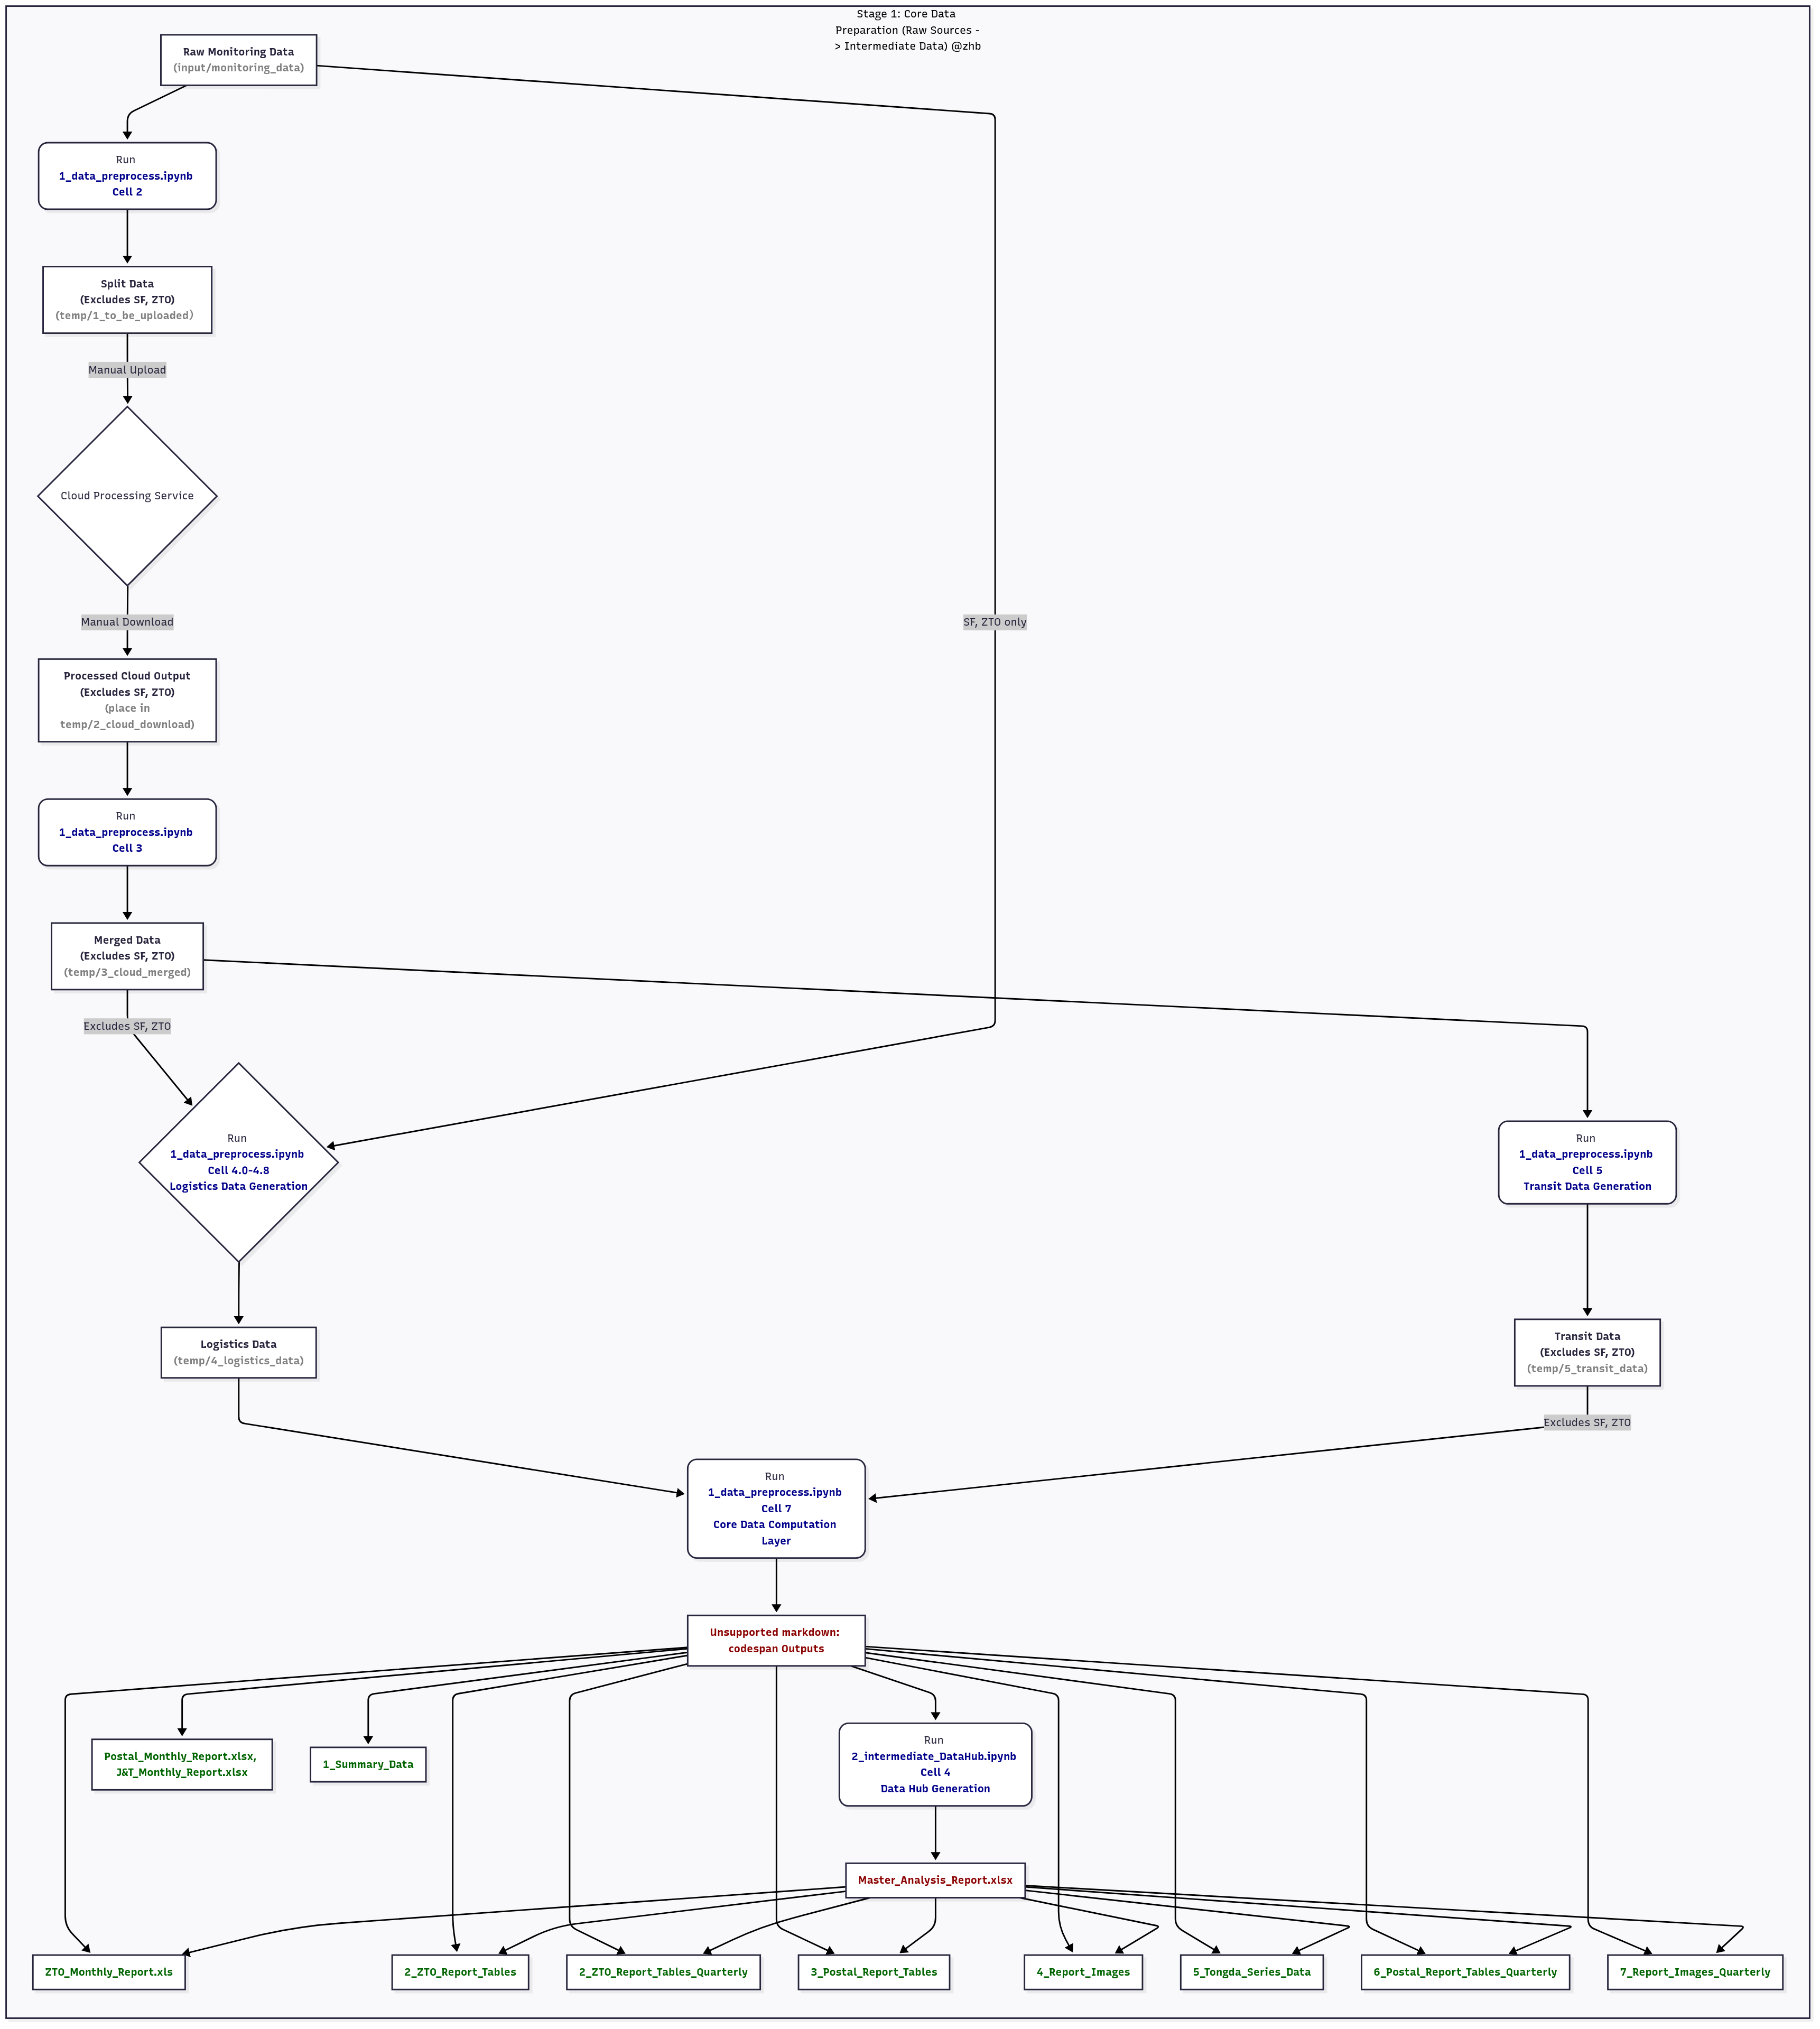 Stage 1: Core Data
Preparation (Raw Sources -
> Intermediate Data) @zhb
Raw Monitoring Data
(input/monitoring_data)
Run
1_data_preprocess.ipynb
Cell 2
Split Data
(Excludes SF, ZTO)
(temp/1_to_be_uploaded）
Manual Upload
Cloud Processing Service
Manual Download
SF, ZTO only
Processed Cloud Output
(Excludes SF, ZTO)
(place in
temp/2_cloud_download)
Run
1_data_preprocess.ipynb
Cell 3
Merged Data
(Excludes SF, ZTO)
(temp/3_cloud_merged)
Excludes SF, ZTO
Run
1_data_preprocess.ipynb
Cell 4.0-4.8
Logistics Data Generation
Run
1_data_preprocess.ipynb
Cell 5
Transit Data Generation
Logistics Data
(temp/4_logistics_data)
Transit Data
(Excludes SF, ZTO)
(temp/5_transit_data)
Excludes SF, ZTO
Run
1_data_preprocess.ipynb
Cell 7
Core Data Computation
Layer
Unsupported markdown:
codespan Outputs
Postal_Monthly_Report.xlsx,
J&T_Monthly_Report.xlsx
1_Summary_Data
Run
2_intermediate_DataHub.ipynb
Cell 4
Data Hub Generation
Master_Analysis_Report.xlsx
ZTO_Monthly_Report.xls
2_ZTO_Report_Tables
2_ZTO_Report_Tables_Quarterly
3_Postal_Report_Tables
4_Report_Images
5_Tongda_Series_Data
6_Postal_Report_Tables_Quarterly
7_Report_Images_Quarterly